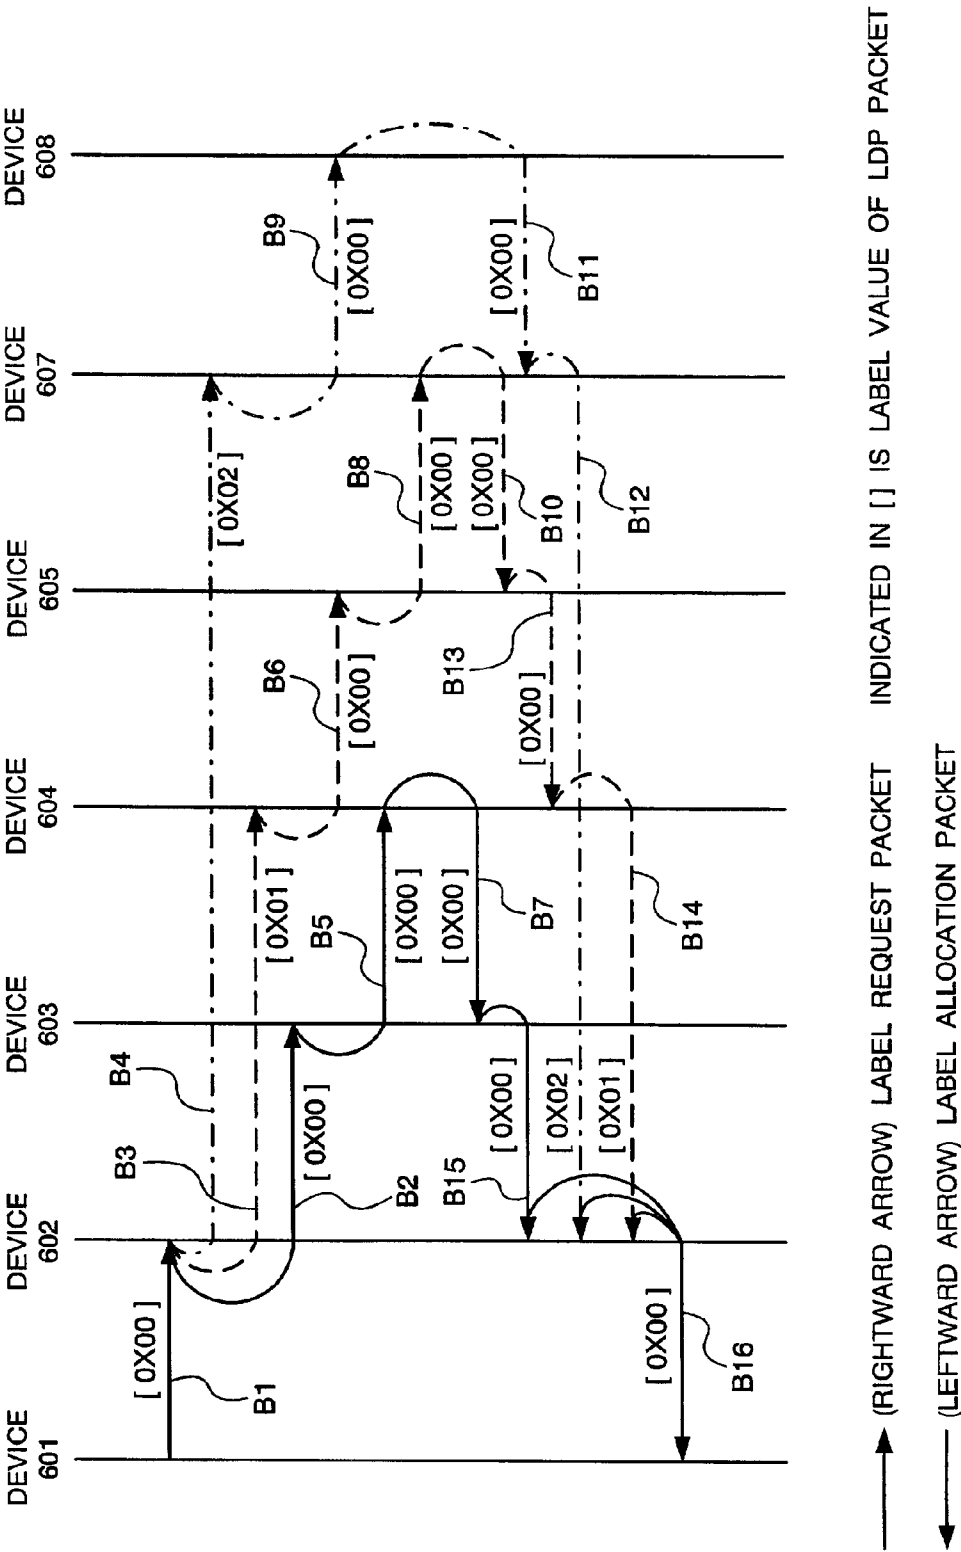 DEVICE 601
DEVICE 602
DEVICE 603
DEVICE 604
DEVICE 605
DEVICE 607
DEVICE 608
[0X00]
B1
B4
[0X02]
B3
[0X01]
B2
[0X00]
B6
[0X00]
B9
[0X00]
B5
[0X00]
B8
[0X00]
[0X00]
B7
[0X00]
B10
[0X00]
B11
B15
[0X00]
[0X00]
B13
[0X02]
B12
[0X01]
B14
[0X00]
B16
(RIGHTWARD ARROW) LABEL REQUEST PACKET
INDICATED IN [ ] IS LABEL VALUE OF LDP PACKET
(LEFTWARD ARROW) LABEL ALLOCATION PACKET